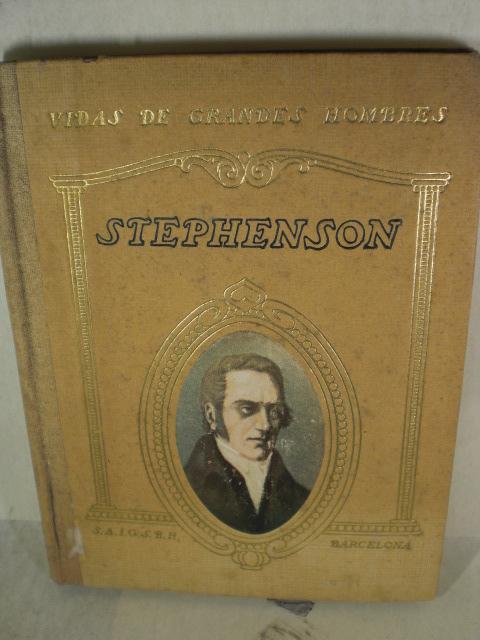 VIDAS DE GRANDES HOMBRES
STEPHENSON
S.A.I.G.S.B.H.
BARCELONA